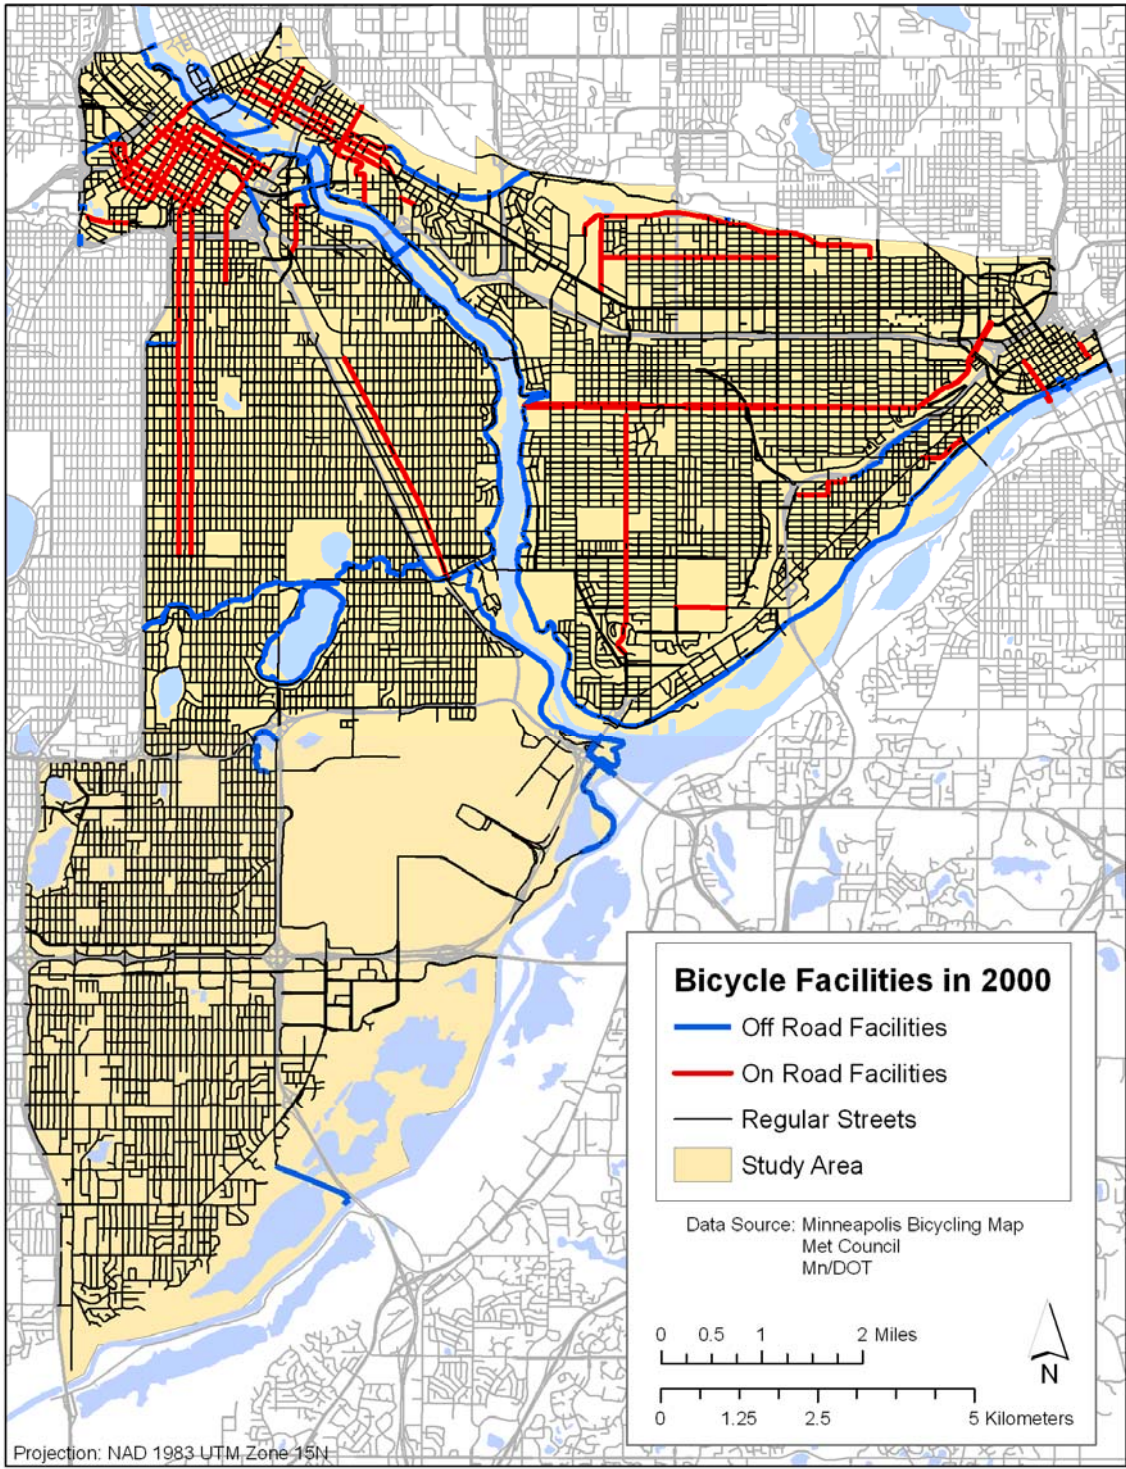 Bicycle Facilities in 2000
Off Road Facilities
On Road Facilities
Regular Streets
Study Area
Data Source: Minneapolis Bicycling Map
Met Council
Mn/DOT
0 0.5 1 2 Miles
0 1.25 2.5 5 Kilometers
N
Projection: NAD 1983 UTM Zone 15N